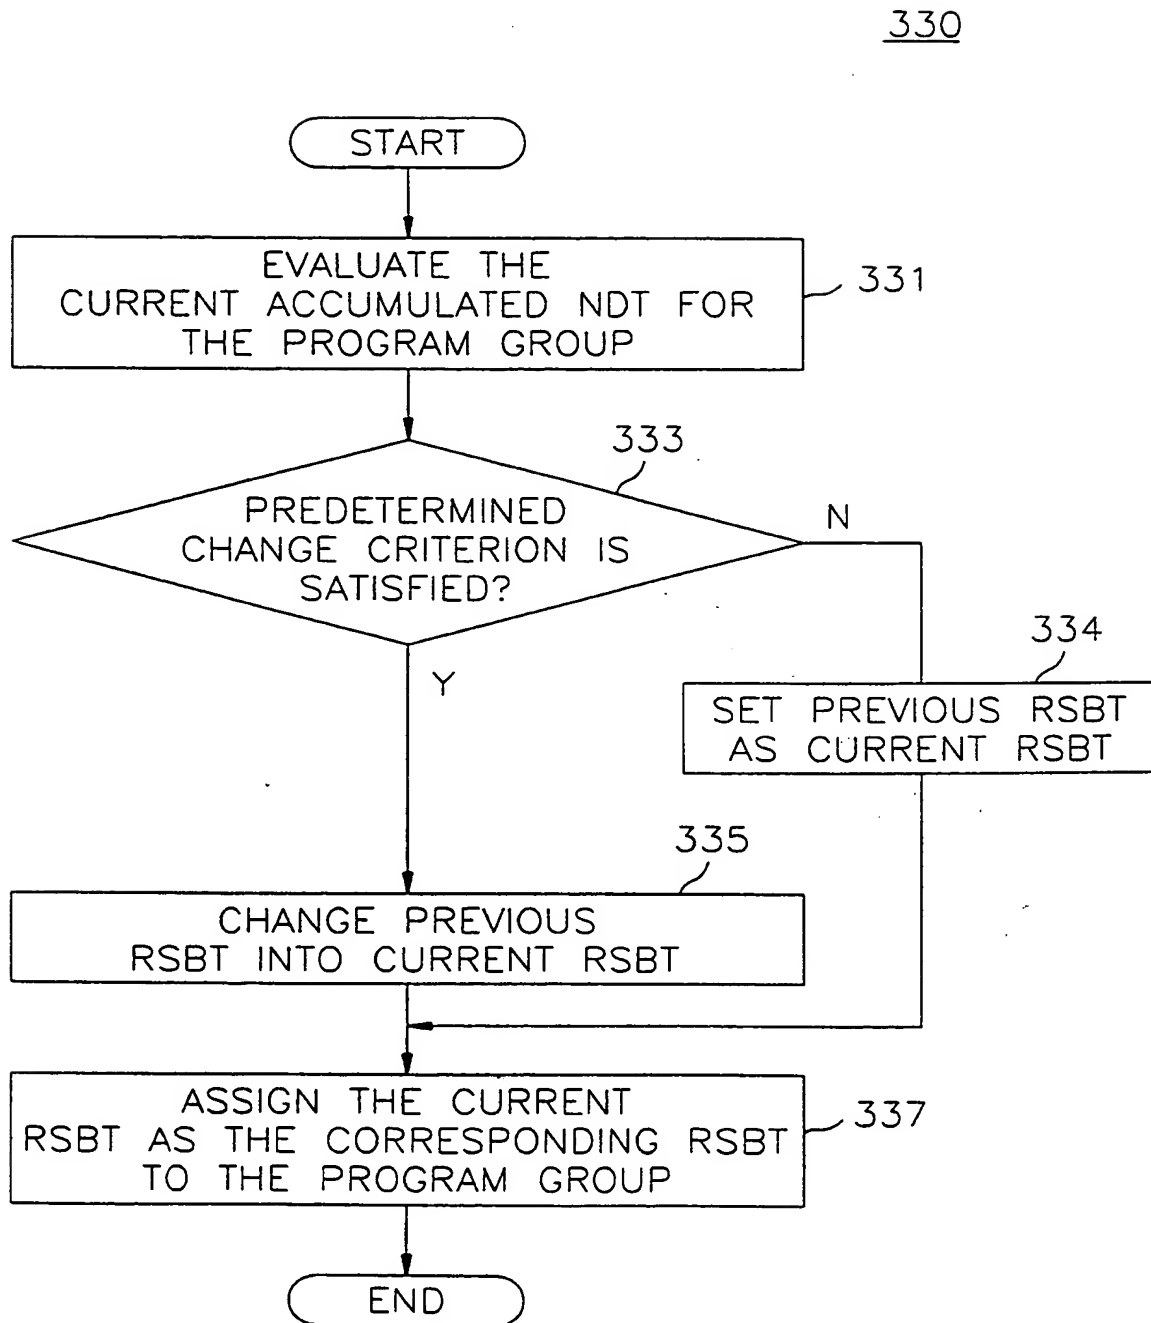 330
START
EVALUATE THE
CURRENT ACCUMULATED NDT FOR
THE PROGRAM GROUP
331
333
PREDETERMINED
CHANGE CRITERION IS
SATISFIED?
N
Y
334
SET PREVIOUS RSBT
AS CURRENT RSBT
335
CHANGE PREVIOUS
RSBT INTO CURRENT RSBT
ASSIGN THE CURRENT
RSBT AS THE CORRESPONDING RSBT
TO THE PROGRAM GROUP
337
END